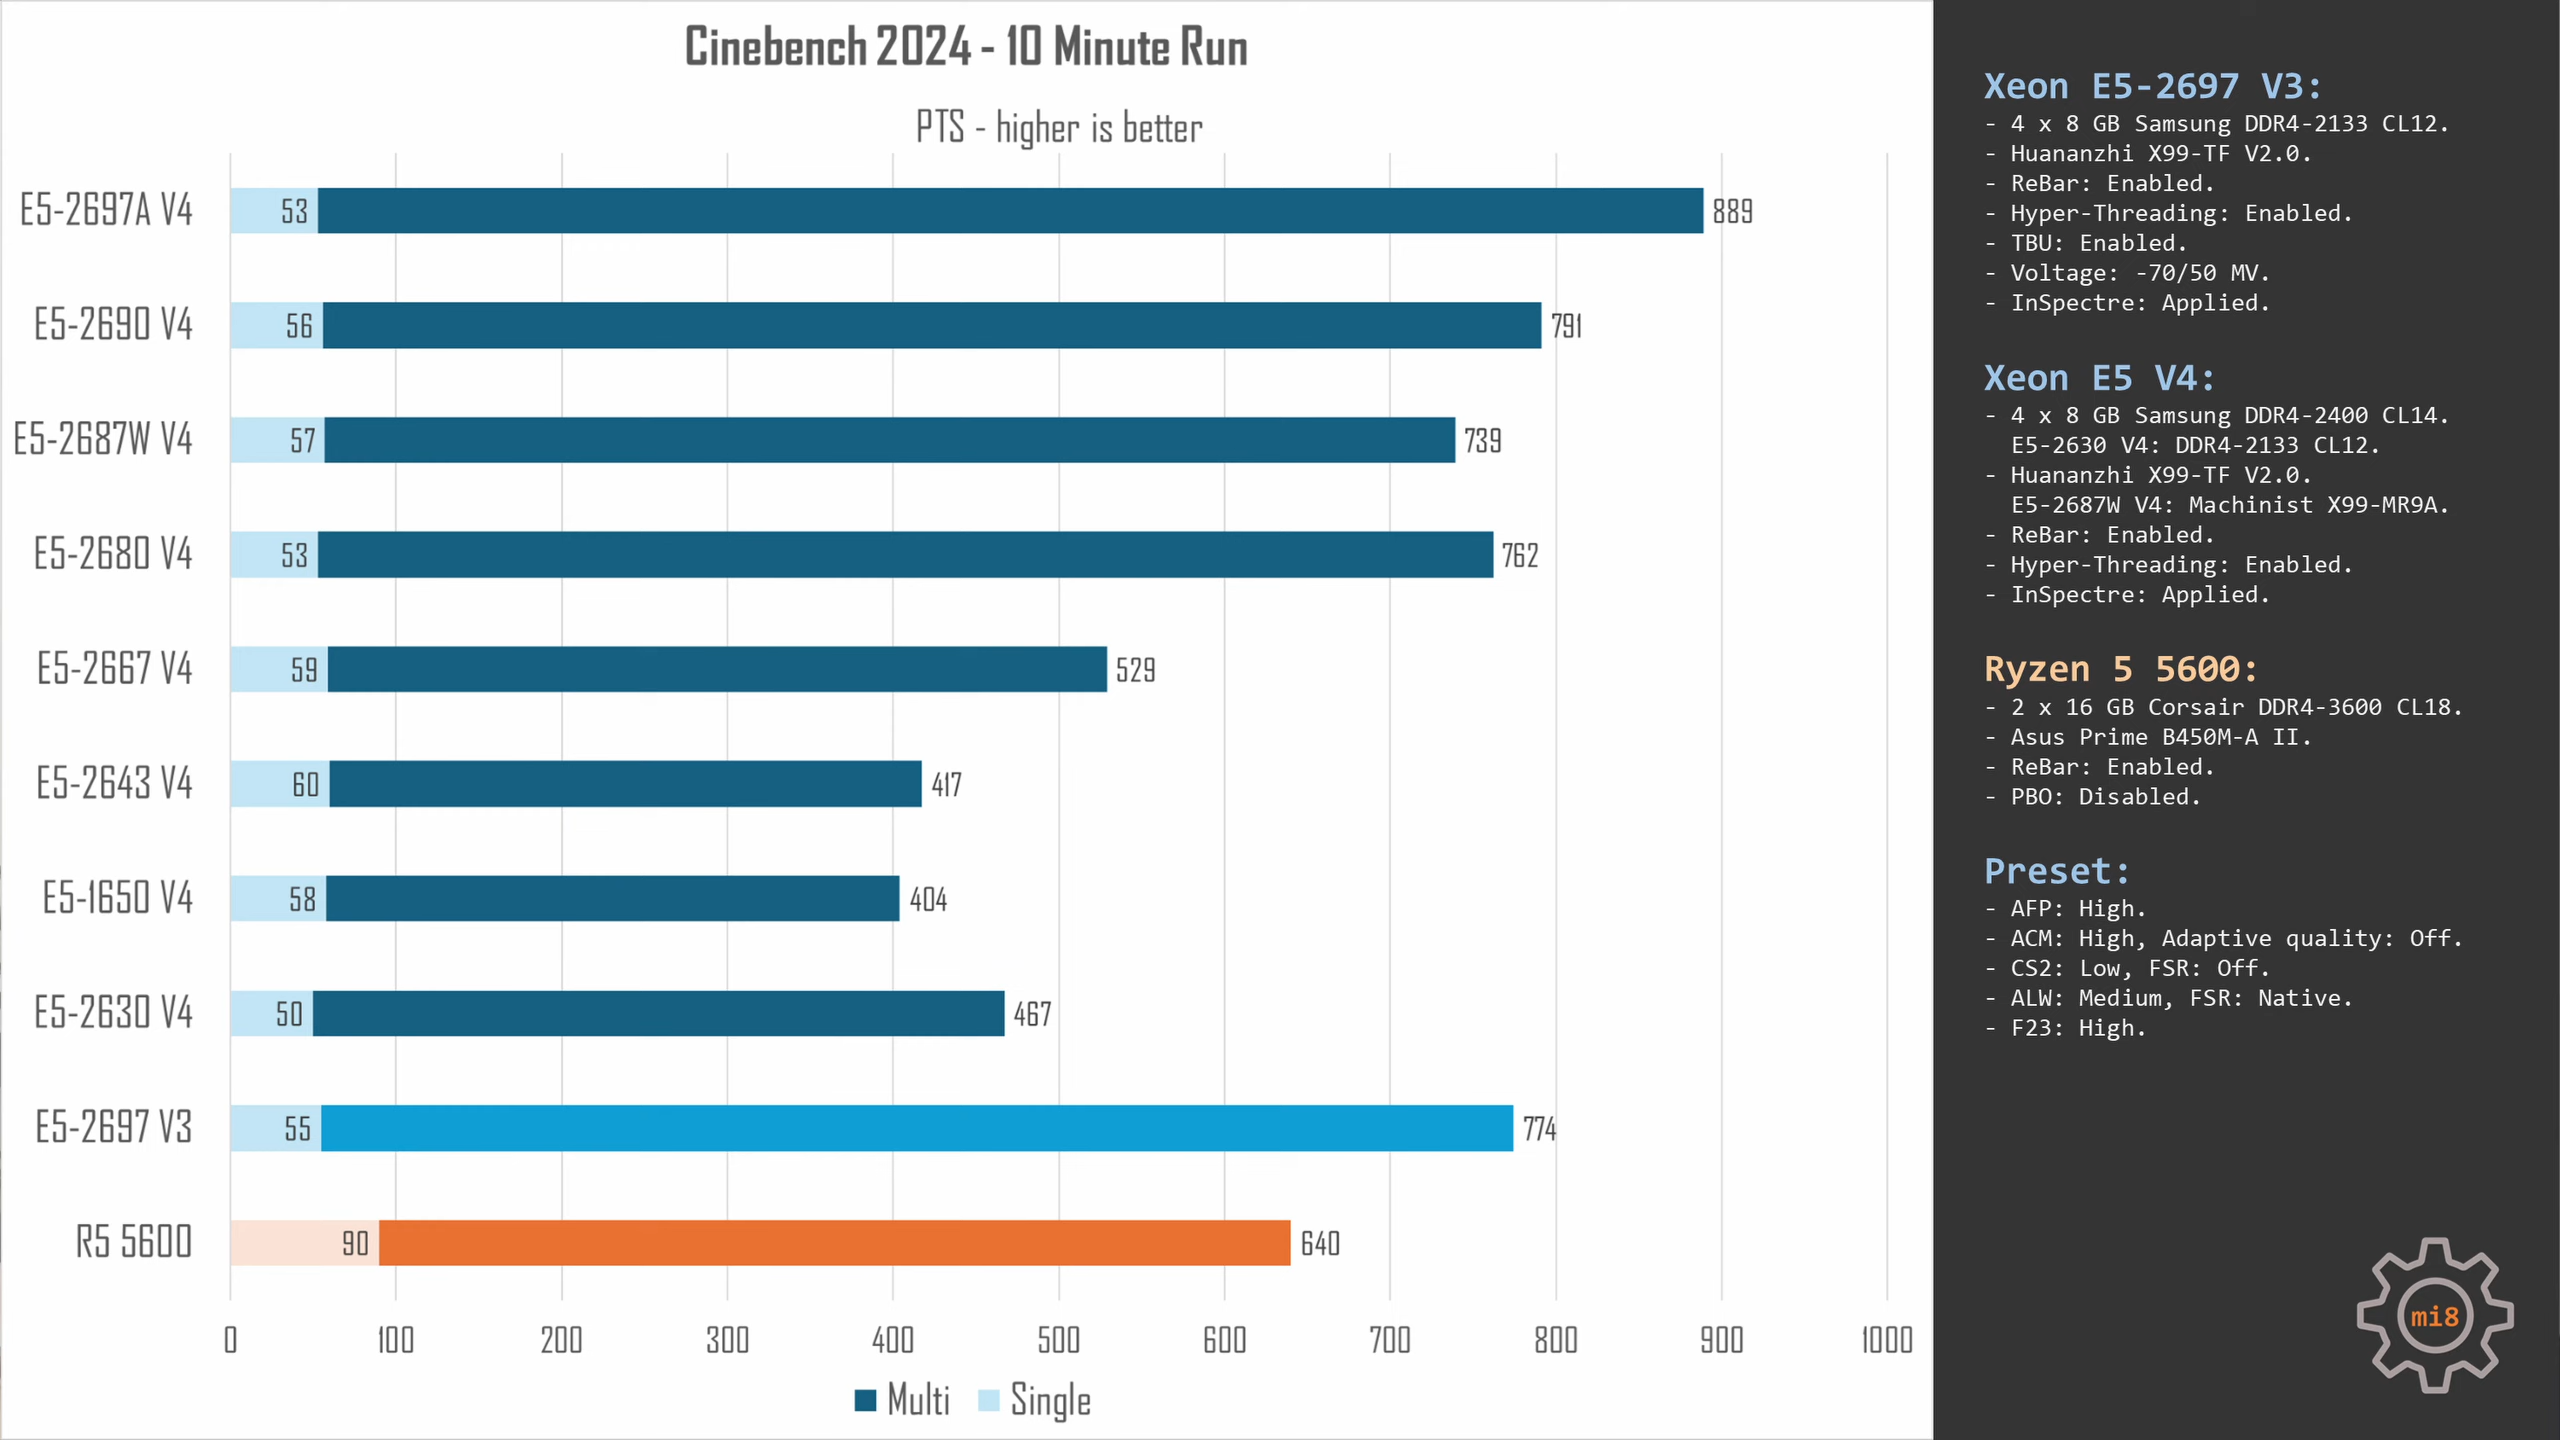 Cinebench 2024 - 10 Minute Run
PTS - higher is better
E5-2697A V4 53 889
E5-2690 V4 56 791
E5-2687W V4 57 739
E5-2680 V4 53 762
E5-2667 V4 59 529
E5-2643 V4 60 417
E5-1650 V4 58 404
E5-2630 V4 50 467
E5-2697 V3 55 774
R5 5600 90 640
0 100 200 300 400 500 600 700 800 900 1000
Multi Single
Xeon E5-2697 V3:
- 4 x 8 GB Samsung DDR4-2133 CL12.
- Huananzhi X99-TF V2.0.
- ReBar: Enabled.
- Hyper-Threading: Enabled.
- TBU: Enabled.
- Voltage: -70/50 MV.
- InSpectre: Applied.
Xeon E5 V4:
- 4 x 8 GB Samsung DDR4-2400 CL14.
E5-2630 V4: DDR4-2133 CL12.
- Huananzhi X99-TF V2.0.
E5-2687W V4: Machinist X99-MR9A.
- ReBar: Enabled.
- Hyper-Threading: Enabled.
- InSpectre: Applied.
Ryzen 5 5600:
- 2 x 16 GB Corsair DDR4-3600 CL18.
- Asus Prime B450M-A II.
- ReBar: Enabled.
- PBO: Disabled.
Preset:
- AFP: High.
- ACM: High, Adaptive quality: Off.
- CS2: Low, FSR: Off.
- ALW: Medium, FSR: Native.
- F23: High.
mi8